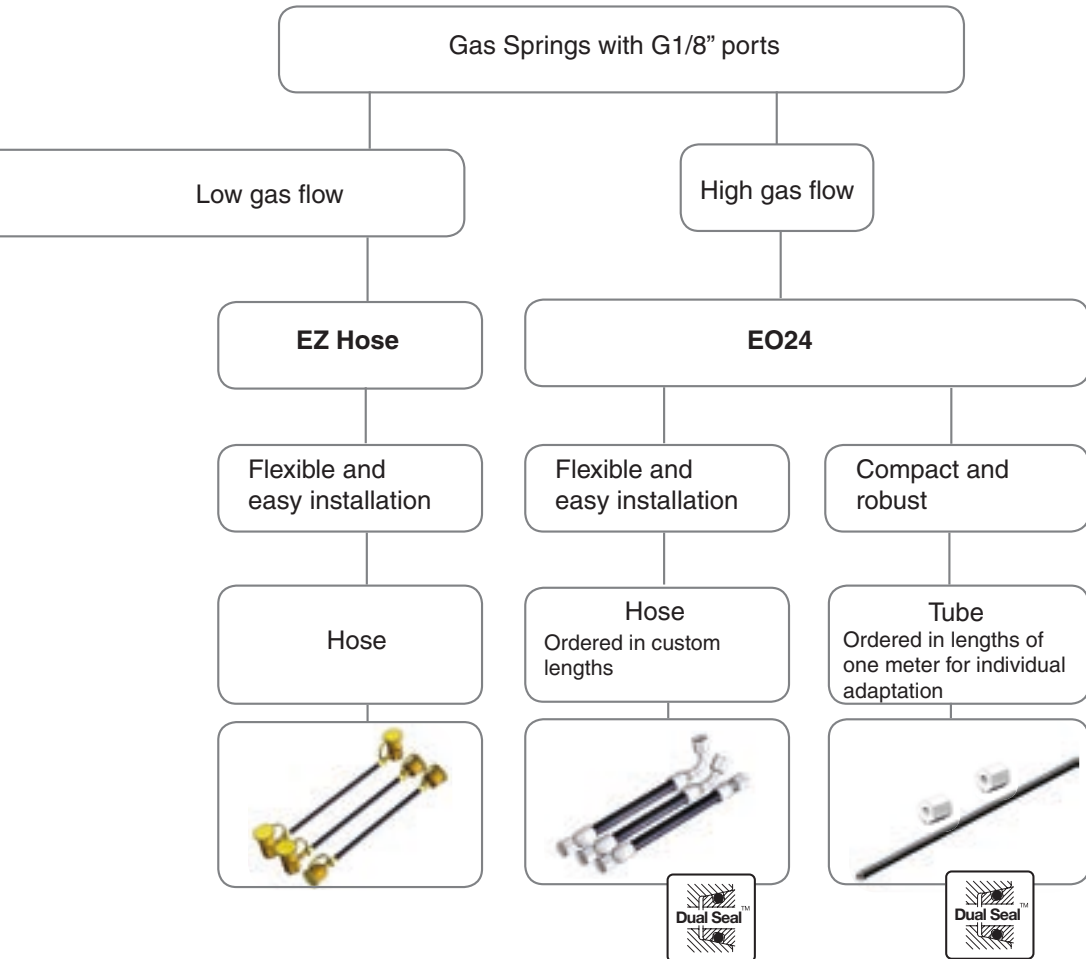 Gas Springs with G1/8” ports
Low gas flow
High gas flow
EZ Hose
EO24
Flexible and
easy installation
Flexible and
easy installation
Compact and
robust
Hose
Hose
Ordered in custom
lengths
Tube
Ordered in lengths of
one meter for individual
adaptation
Dual Seal™
Dual Seal™